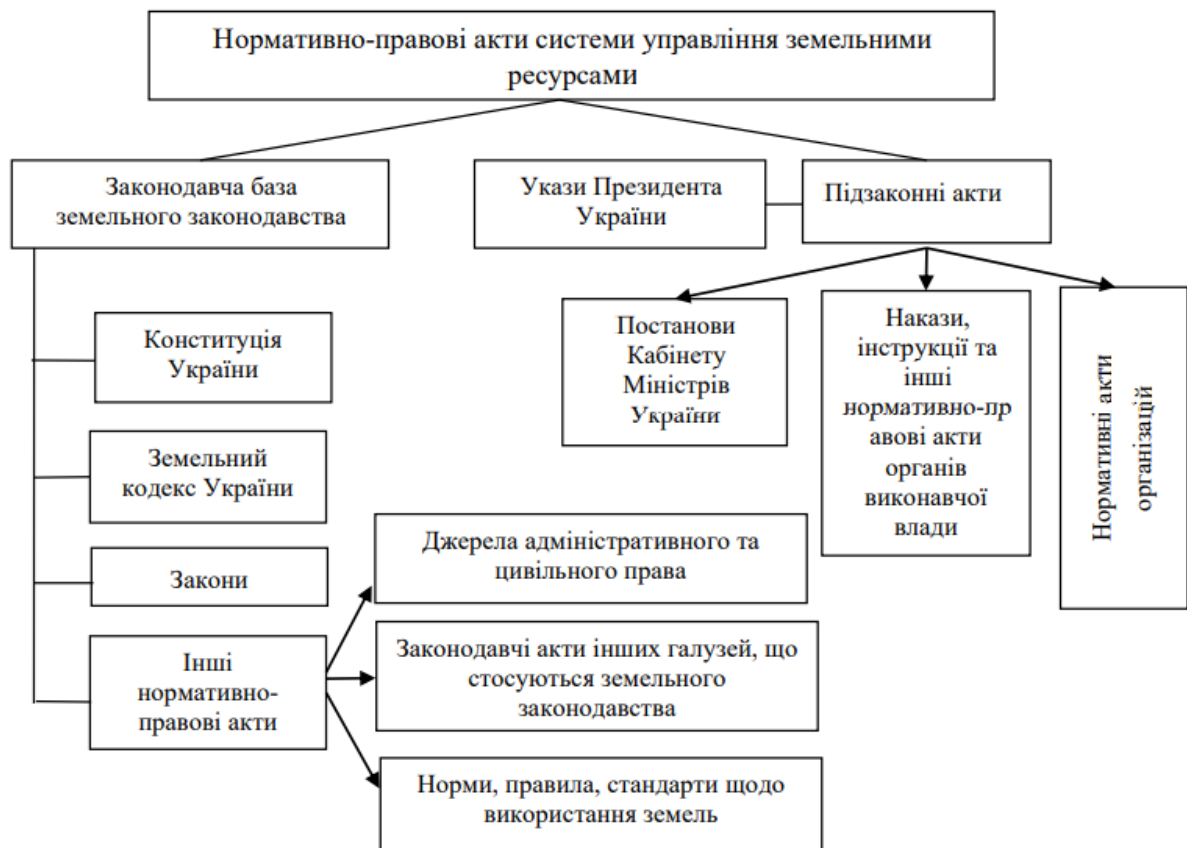 Нормативно-правові акти системи управління земельними
ресурсами
Законодавча база
земельного законодавства
Укази Президента
України
Підзаконні акти
Конституція
України
Земельний
кодекс України
Закони
Інші
нормативно-
правові акти
Постанови
Кабінету
Міністрів
України
Накази,
інструкції та
інші
нормативно-пр
авові акти
органів
виконавчої
влади
Нормативні акти
організацій
Джерела адміністративного та
цивільного права
Законодавчі акти інших галузей, що
стосуються земельного
законодавства
Норми, правила, стандарти щодо
використання земель